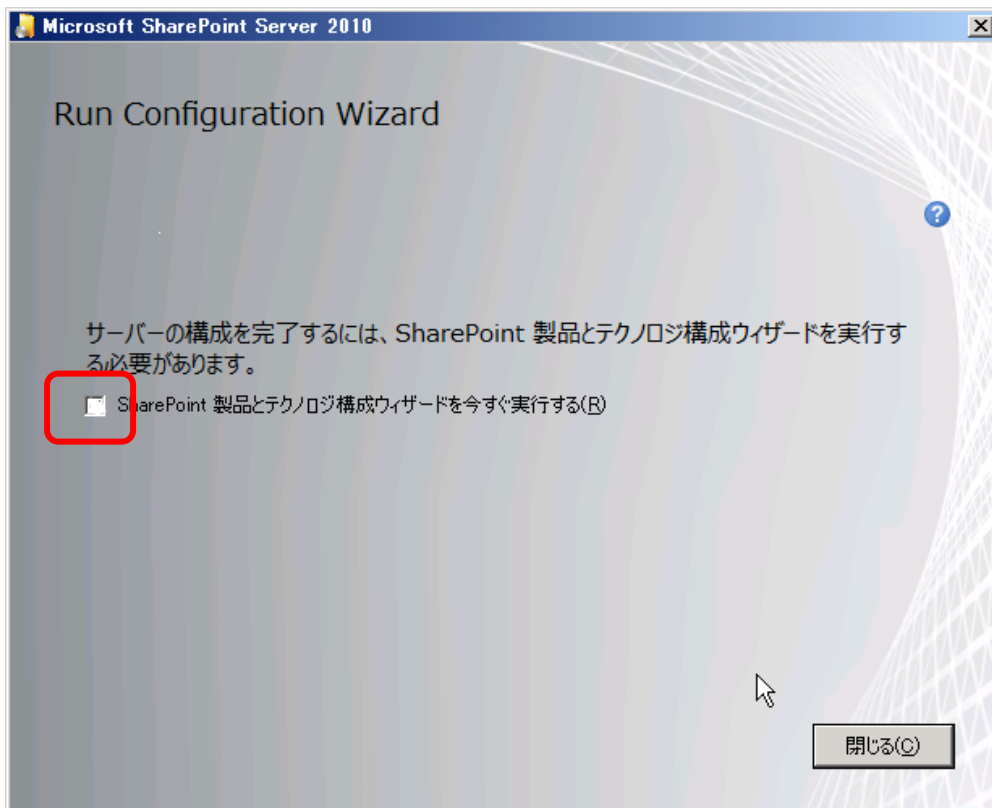 Microsoft SharePoint Server 2010
Run Configuration Wizard
サーバーの構成を完了するには、SharePoint 製品とテクノロジ構成ウィザードを実行す
る必要があります。
SharePoint 製品とテクノロジ構成ウィザードを今すぐ実行する(R)
閉じる(C)